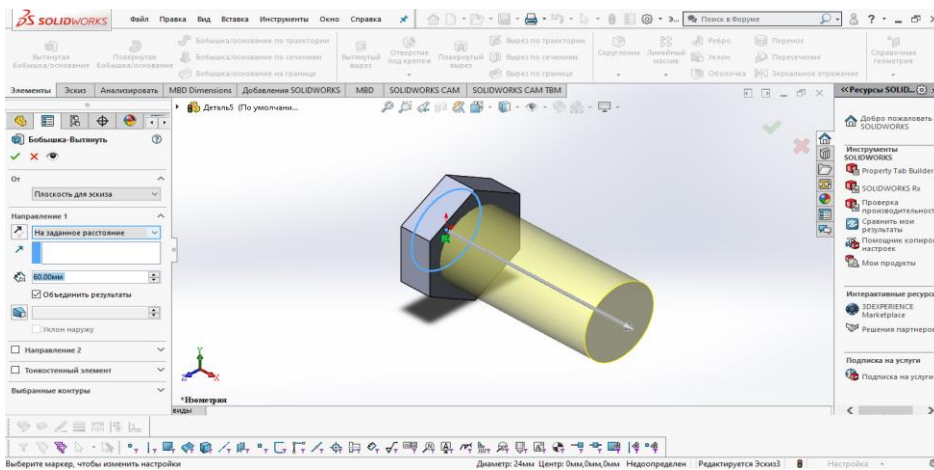 SOLIDWORKS Файл Правка Вид Вставка Инструменты Окно Справка Э... Поиск в Форуме ?
Вытянутая бобышка/основание
Повернутая бобышка/основание
Бобышка/основание по траектории
Бобышка/основание по сечениям
Бобышка/основание на границе
Вытянутый вырез
Отверстие под крепеж
Повернутый вырез
Вырез по траектории
Вырез по сечениям
Вырез по границе
Скругление
Линейный массив
Ребро
Уклон
Оболочка
Перенос
Пересечение
Зеркальное отражение
Справочная геометрия
Элементы Эскиз Анализировать MBD Dimensions Добавления SOLIDWORKS MBD SOLIDWORKS CAM SOLIDWORKS CAM TBM
Деталь5 (По умолчани...
Бобышка-Вытянуть
От
Плоскость для эскиза
Направление 1
На заданное расстояние
60.00мм
Объединить результаты
Уклон наружу
Направление 2
Тонкостенный элемент
Выбранные контуры
*Изометрия
виды
Y
Z
X
Ресурсы SOLID...
Добро пожаловать в SOLIDWORKS
Инструменты
SOLIDWORKS
Property Tab Builder
SOLIDWORKS Rx
Проверка
производительност
Сравнить мои
результаты
Помощник копиро
настроек
Мои продукты
Интерактивные ресурс
3DEXPERIENCE
Marketplace
Решения партнеро
Подписка на услуги
Подписка на услуги
Выберите маркер, чтобы изменить настройки Диаметр: 24мм Центр: 0мм,0мм,0мм Недоопределен Редактируется Эскиз3 Настройка